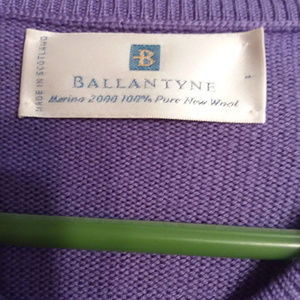 B
BALLANTYNE
Merino 2000 100% Pure New Wool
MADE IN SCOTLAND